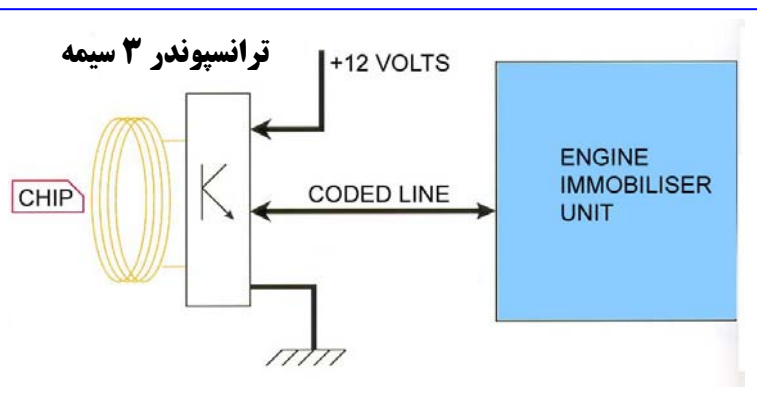 ترانسپوندر ۳ سیمه
+12 VOLTS
CHIP
CODED LINE
ENGINE
IMMOBILISER
UNIT